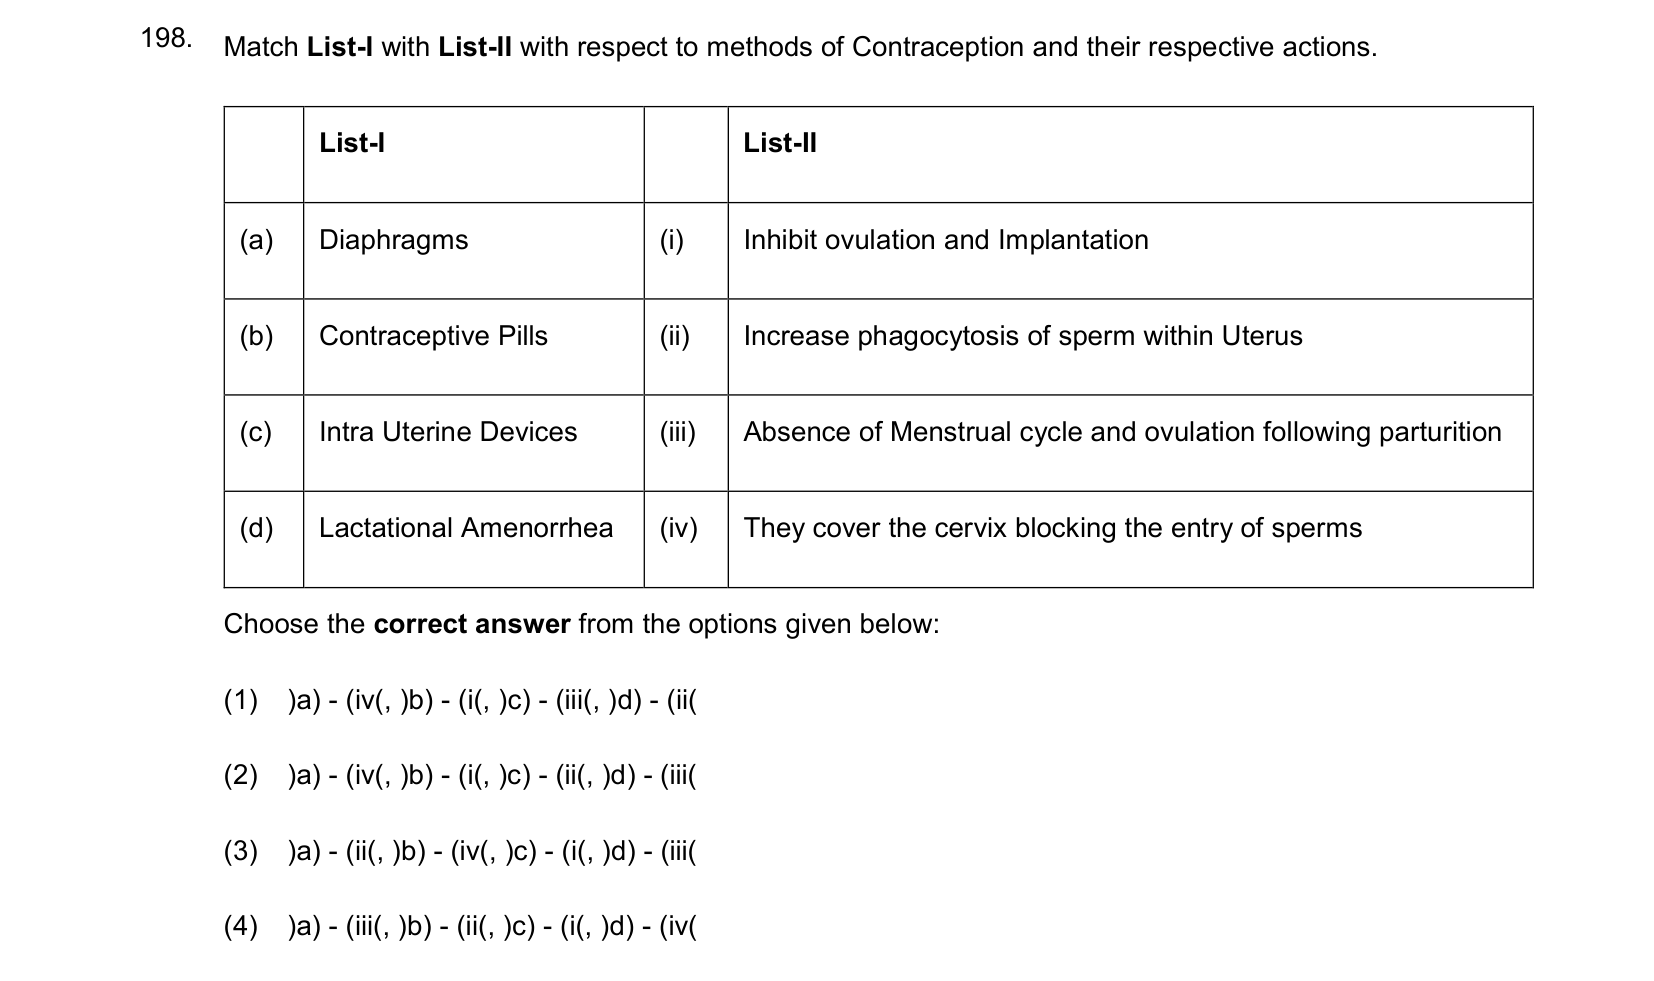 198. Match List-I with List-II with respect to methods of Contraception and their respective actions.
List-I List-II
(a) Diaphragms (i) Inhibit ovulation and Implantation
(b) Contraceptive Pills (ii) Increase phagocytosis of sperm within Uterus
(c) Intra Uterine Devices (iii) Absence of Menstrual cycle and ovulation following parturition
(d) Lactational Amenorrhea (iv) They cover the cervix blocking the entry of sperms
Choose the correct answer from the options given below:
(1) )a) - (iv(, )b) - (i(, )c) - (iii(, )d) - (ii(
(2) )a) - (iv(, )b) - (i(, )c) - (ii(, )d) - (iii(
(3) )a) - (ii(, )b) - (iv(, )c) - (i(, )d) - (iii(
(4) )a) - (iii(, )b) - (ii(, )c) - (i(, )d) - (iv(